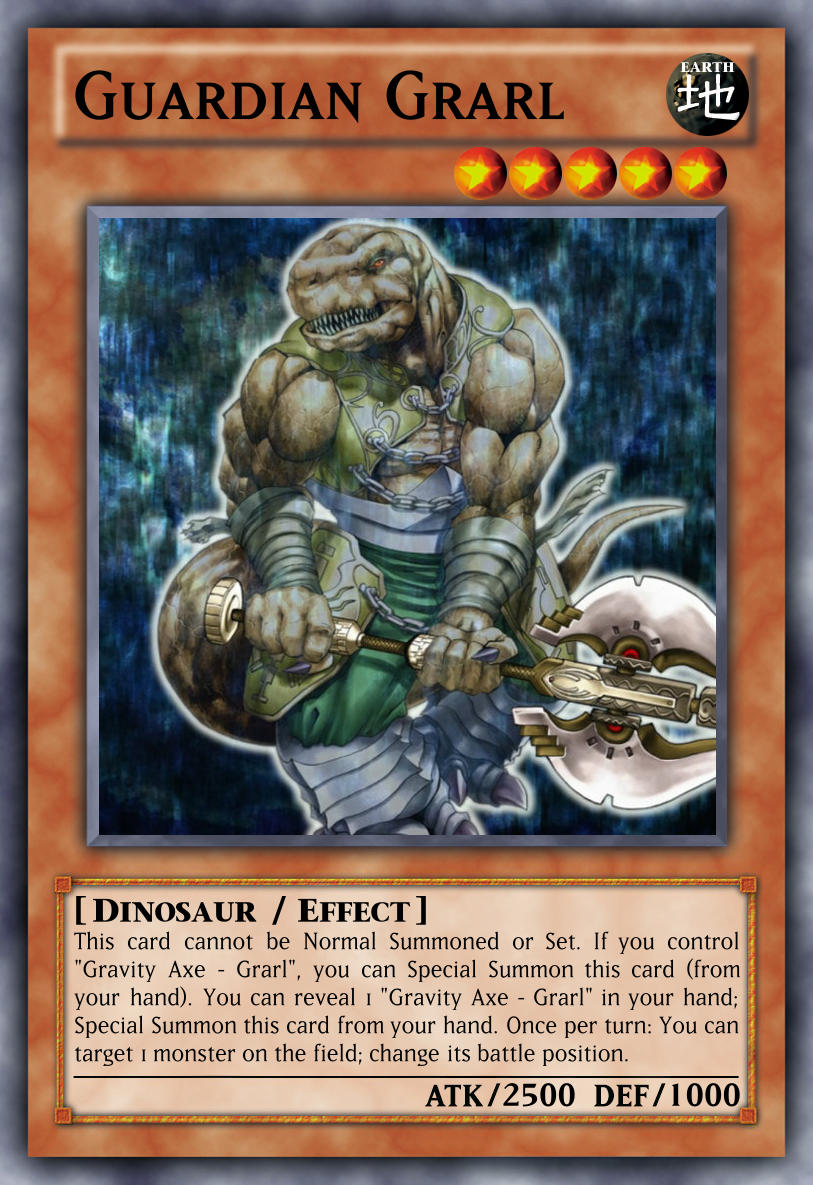 Guardian Grarl
EARTH
地
[ Dinosaur / Effect ]
This card cannot be Normal Summoned or Set. If you control
"Gravity Axe - Grarl", you can Special Summon this card (from
your hand). You can reveal 1 "Gravity Axe - Grarl" in your hand;
Special Summon this card from your hand. Once per turn: You can
target 1 monster on the field; change its battle position.
ATK/2500 DEF/1000